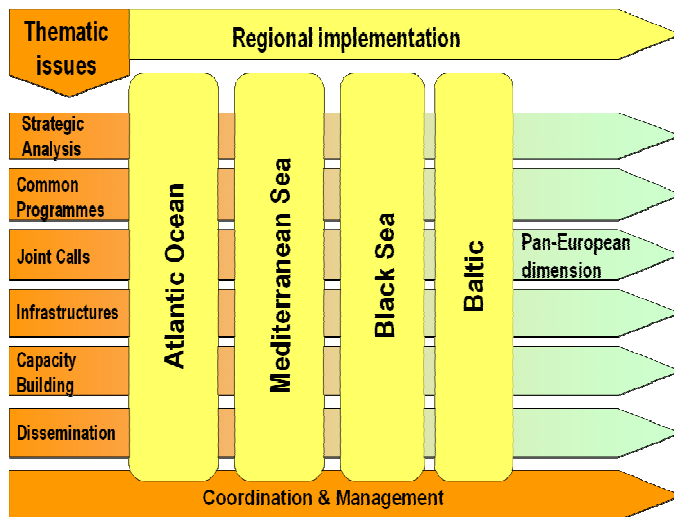 Thematic
issues
Regional implementation
Strategic
Analysis
Common
Programmes
Joint Calls
Infrastructures
Capacity
Building
Dissemination
Atlantic Ocean
Mediterranean Sea
Black Sea
Baltic
Pan-European
dimension
Coordination & Management